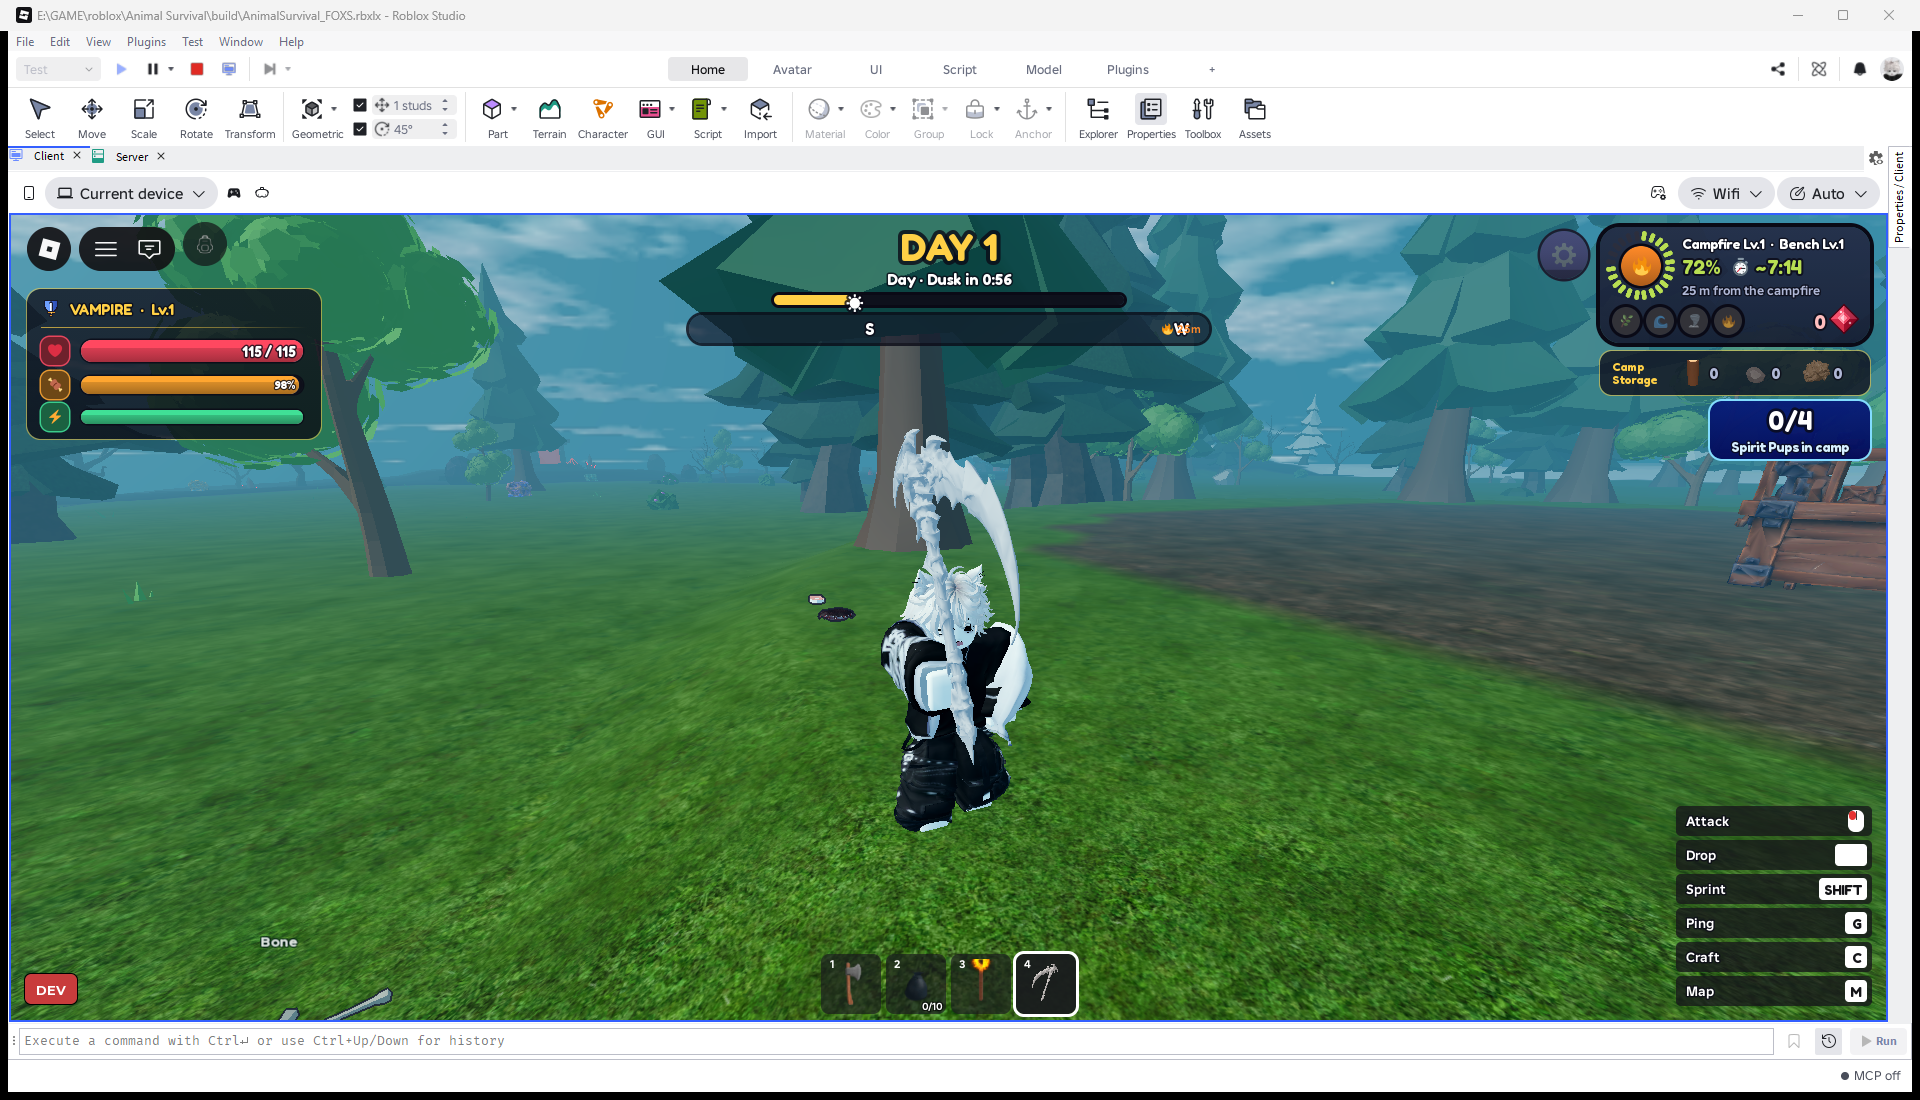 E:\GAME\roblox\Animal Survival\build\AnimalSurvival_FOXS.rbxlx - Roblox Studio
File Edit View Plugins Test Window Help
Test
Home Avatar UI Script Model Plugins +
1 studs
45°
Select Move Scale Rotate Transform Geometric Part Terrain Character GUI Script Import Material Color Group Lock Anchor Explorer Properties Toolbox Assets
Client Server
Properties / Client
Current device
Wifi Auto
DAY 1
Day · Dusk in 0:56
S W
VAMPIRE · Lv.1
115 / 115
98%
Campfire Lv.1 · Bench Lv.1
72% ~7:14
25 m from the campfire
0
Camp Storage 0 0 0
0/4
Spirit Pups in camp
Attack
Drop
Sprint SHIFT
Ping G
Craft C
Map M
Bone
DEV
1 2 3 4
0/10
Execute a command with Ctrl↵ or use Ctrl+Up/Down for history
Run
MCP off